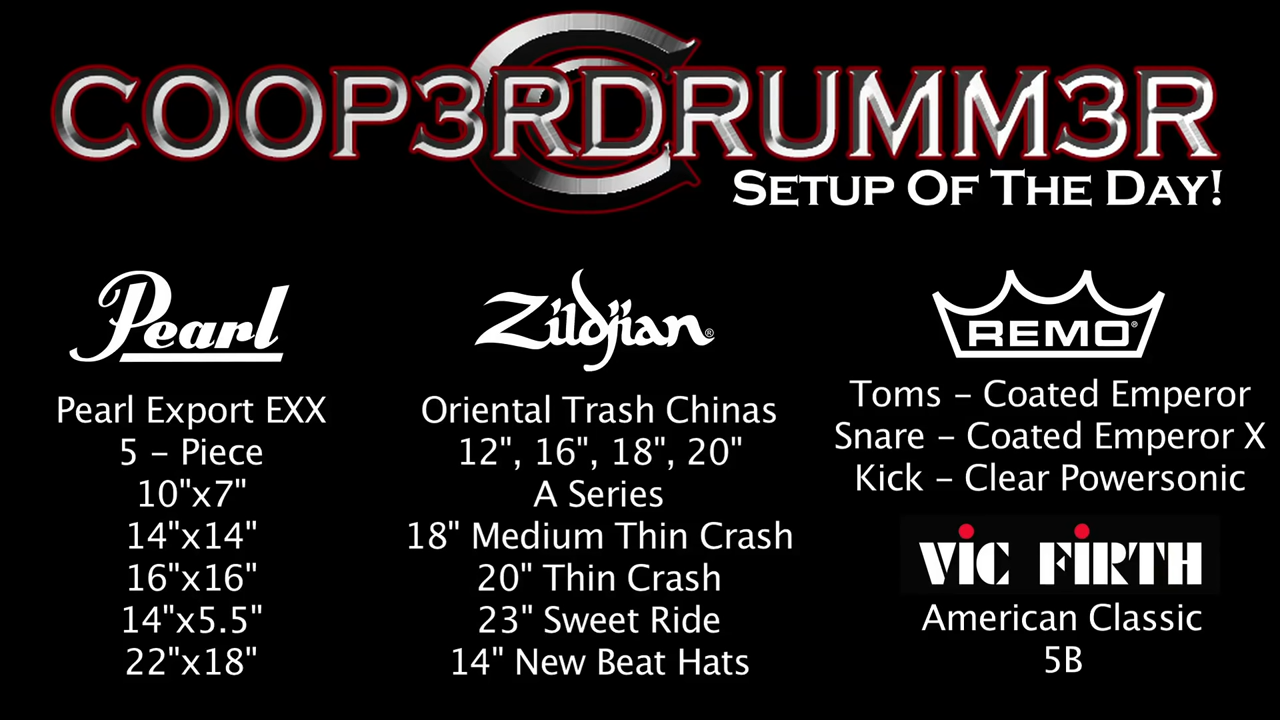 COOP3RDRUMM3R
SETUP OF THE DAY!
Pearl
Pearl Export EXX
5 – Piece
10"x7"
14"x14"
16"x16"
14"x5.5"
22"x18"
Zildjian®
Oriental Trash Chinas
12", 16", 18", 20"
A Series
18" Medium Thin Crash
20" Thin Crash
23" Sweet Ride
14" New Beat Hats
REMO®
Toms – Coated Emperor
Snare – Coated Emperor X
Kick – Clear Powersonic
ViC FiRTH
American Classic
5B